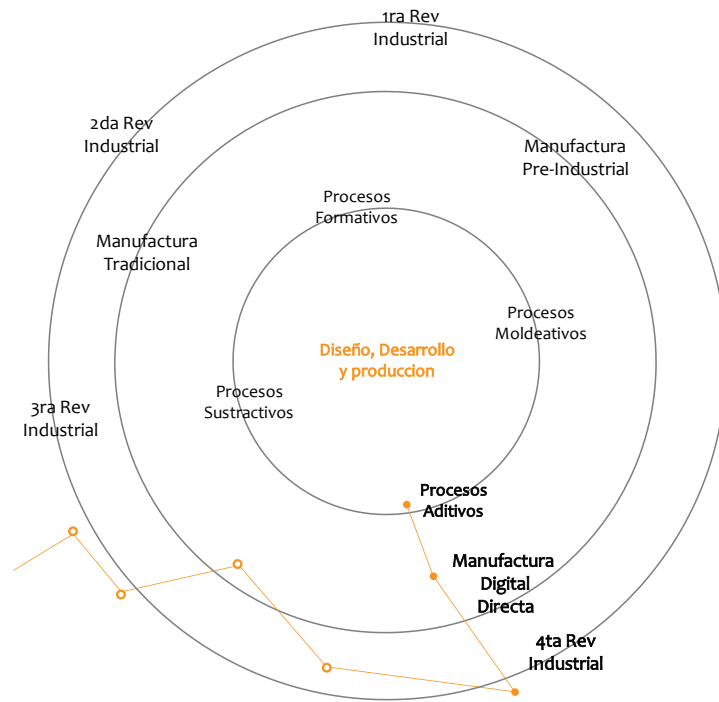 1ra Rev
Industrial
2da Rev
Industrial
Manufactura
Pre-Industrial
Procesos
Formativos
Manufactura
Tradicional
Procesos
Moldeativos
Diseño, Desarrollo
y produccion
Procesos
Sustractivos
3ra Rev
Industrial
Procesos
Aditivos
Manufactura
Digital
Directa
4ta Rev
Industrial